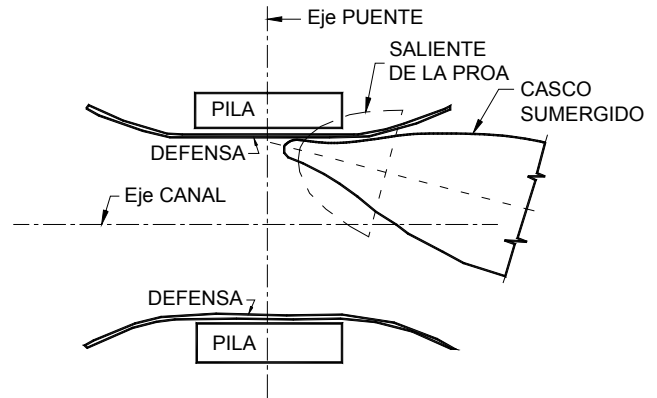 Eje PUENTE
SALIENTE
DE LA PROA
CASCO
SUMERGIDO
PILA
DEFENSA
Eje CANAL
DEFENSA
PILA